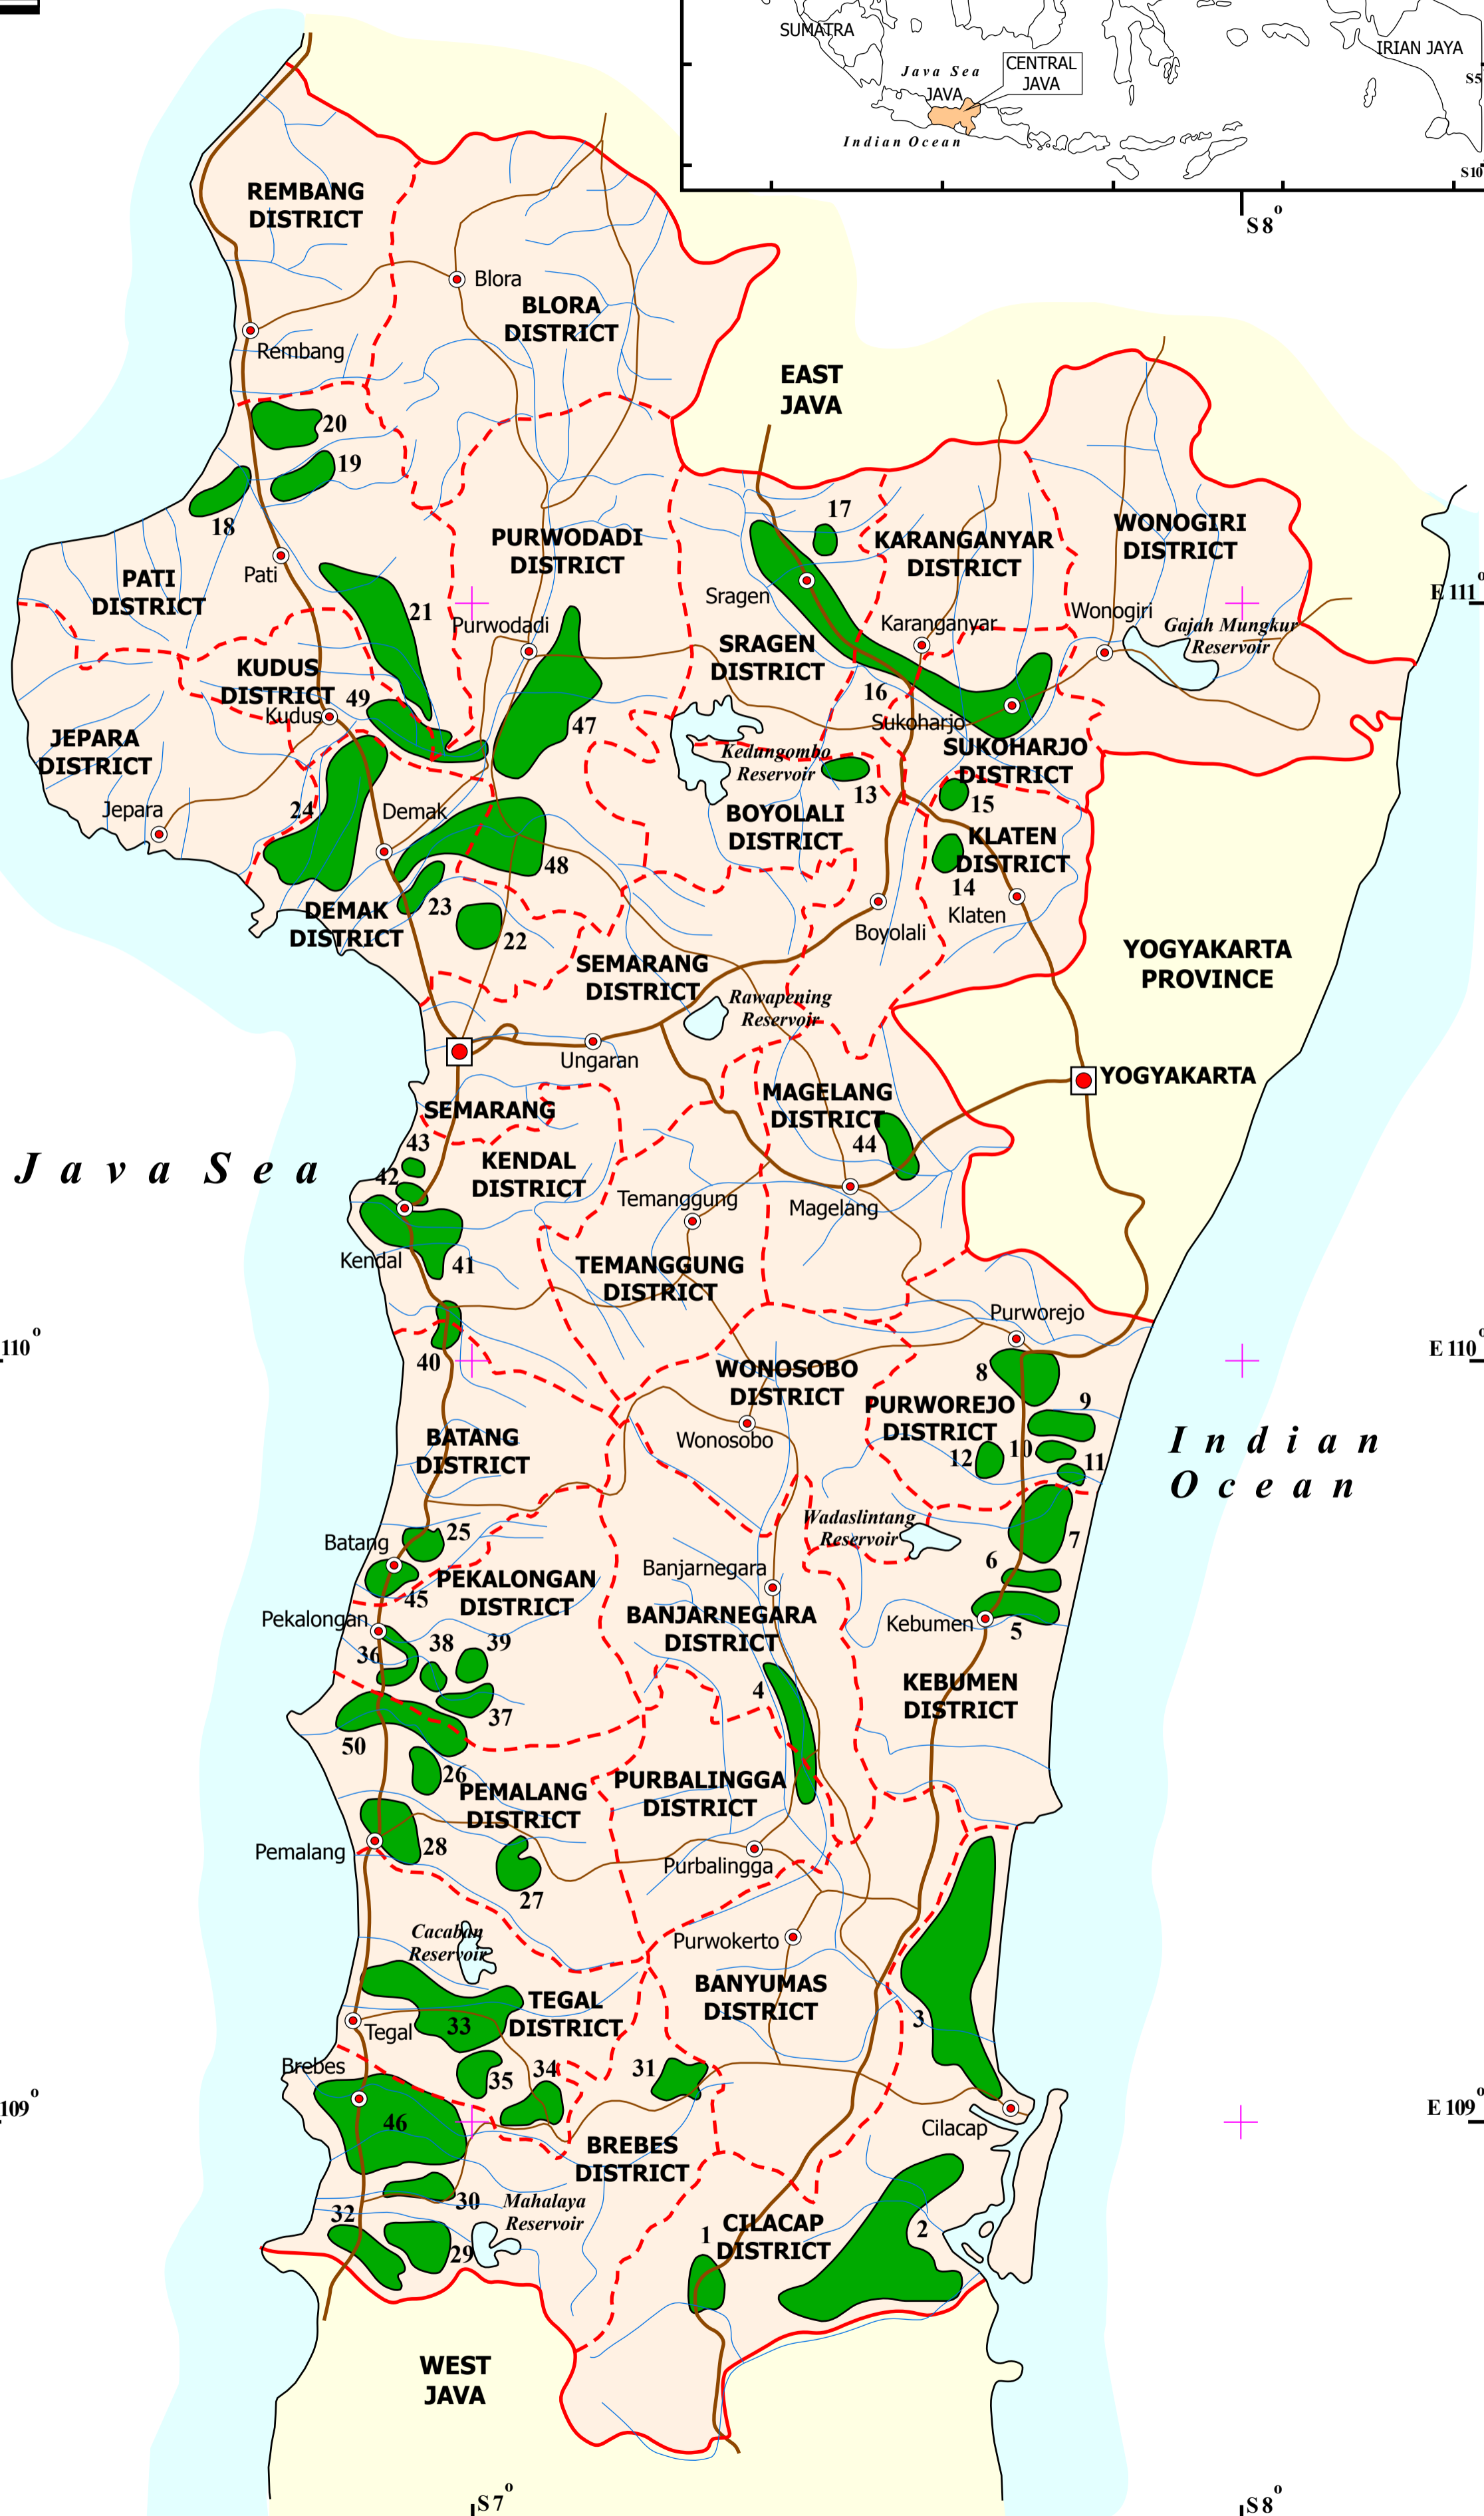 SUMATRA
IRIAN JAYA
Java Sea
CENTRAL
JAVA
JAVA
Indian Ocean
S5
S10
S8°
REMBANG
DISTRICT
Blora
BLORA
DISTRICT
Rembang
EAST
JAVA
20
19
18
17
PURWODADI
DISTRICT
KARANGANYAR
DISTRICT
WONOGIRI
DISTRICT
Pati
PATI
DISTRICT
21
Purwodadi
Sragen
Karanganyar
Wonogiri
E 111°
Gajah Mungkur
Reservoir
SRAGEN
DISTRICT
KUDUS
DISTRICT
49
16
Kudus
47
Sukoharjo
JEPARA
DISTRICT
SUKOHARJO
DISTRICT
Kedungombo
Reservoir
13
15
Jepara
24
Demak
BOYOLALI
DISTRICT
KLATEN
DISTRICT
48
14
23
DEMAK
DISTRICT
22
Klaten
Boyolali
YOGYAKARTA
PROVINCE
SEMARANG
DISTRICT
Rawapening
Reservoir
Ungaran
YOGYAKARTA
MAGELANG
DISTRICT
SEMARANG
43
44
Java Sea
42
KENDAL
DISTRICT
Temanggung
Magelang
Kendal
41
TEMANGGUNG
DISTRICT
Purworejo
110°
E 110°
40
WONOSOBO
DISTRICT
8
9
PURWOREJO
DISTRICT
Wonosobo
BATANG
DISTRICT
10
12
11
Indian
Ocean
Wadaslintang
Reservoir
7
25
Batang
6
Banjarnegara
PEKALONGAN
DISTRICT
45
Pekalongan
BANJARNEGARA
DISTRICT
Kebumen
5
36
38
39
KEBUMEN
DISTRICT
4
37
50
26
PEMALANG
DISTRICT
PURBALINGGA
DISTRICT
28
Pemalang
Purbalingga
27
Cacaban
Reservoir
Purwokerto
BANYUMAS
DISTRICT
TEGAL
DISTRICT
3
33
Tegal
Brebes
35
34
31
109°
E 109°
46
Cilacap
BREBES
DISTRICT
30
Mahalaya
Reservoir
32
29
1
CILACAP
DISTRICT
2
WEST
JAVA
S7°
S8°